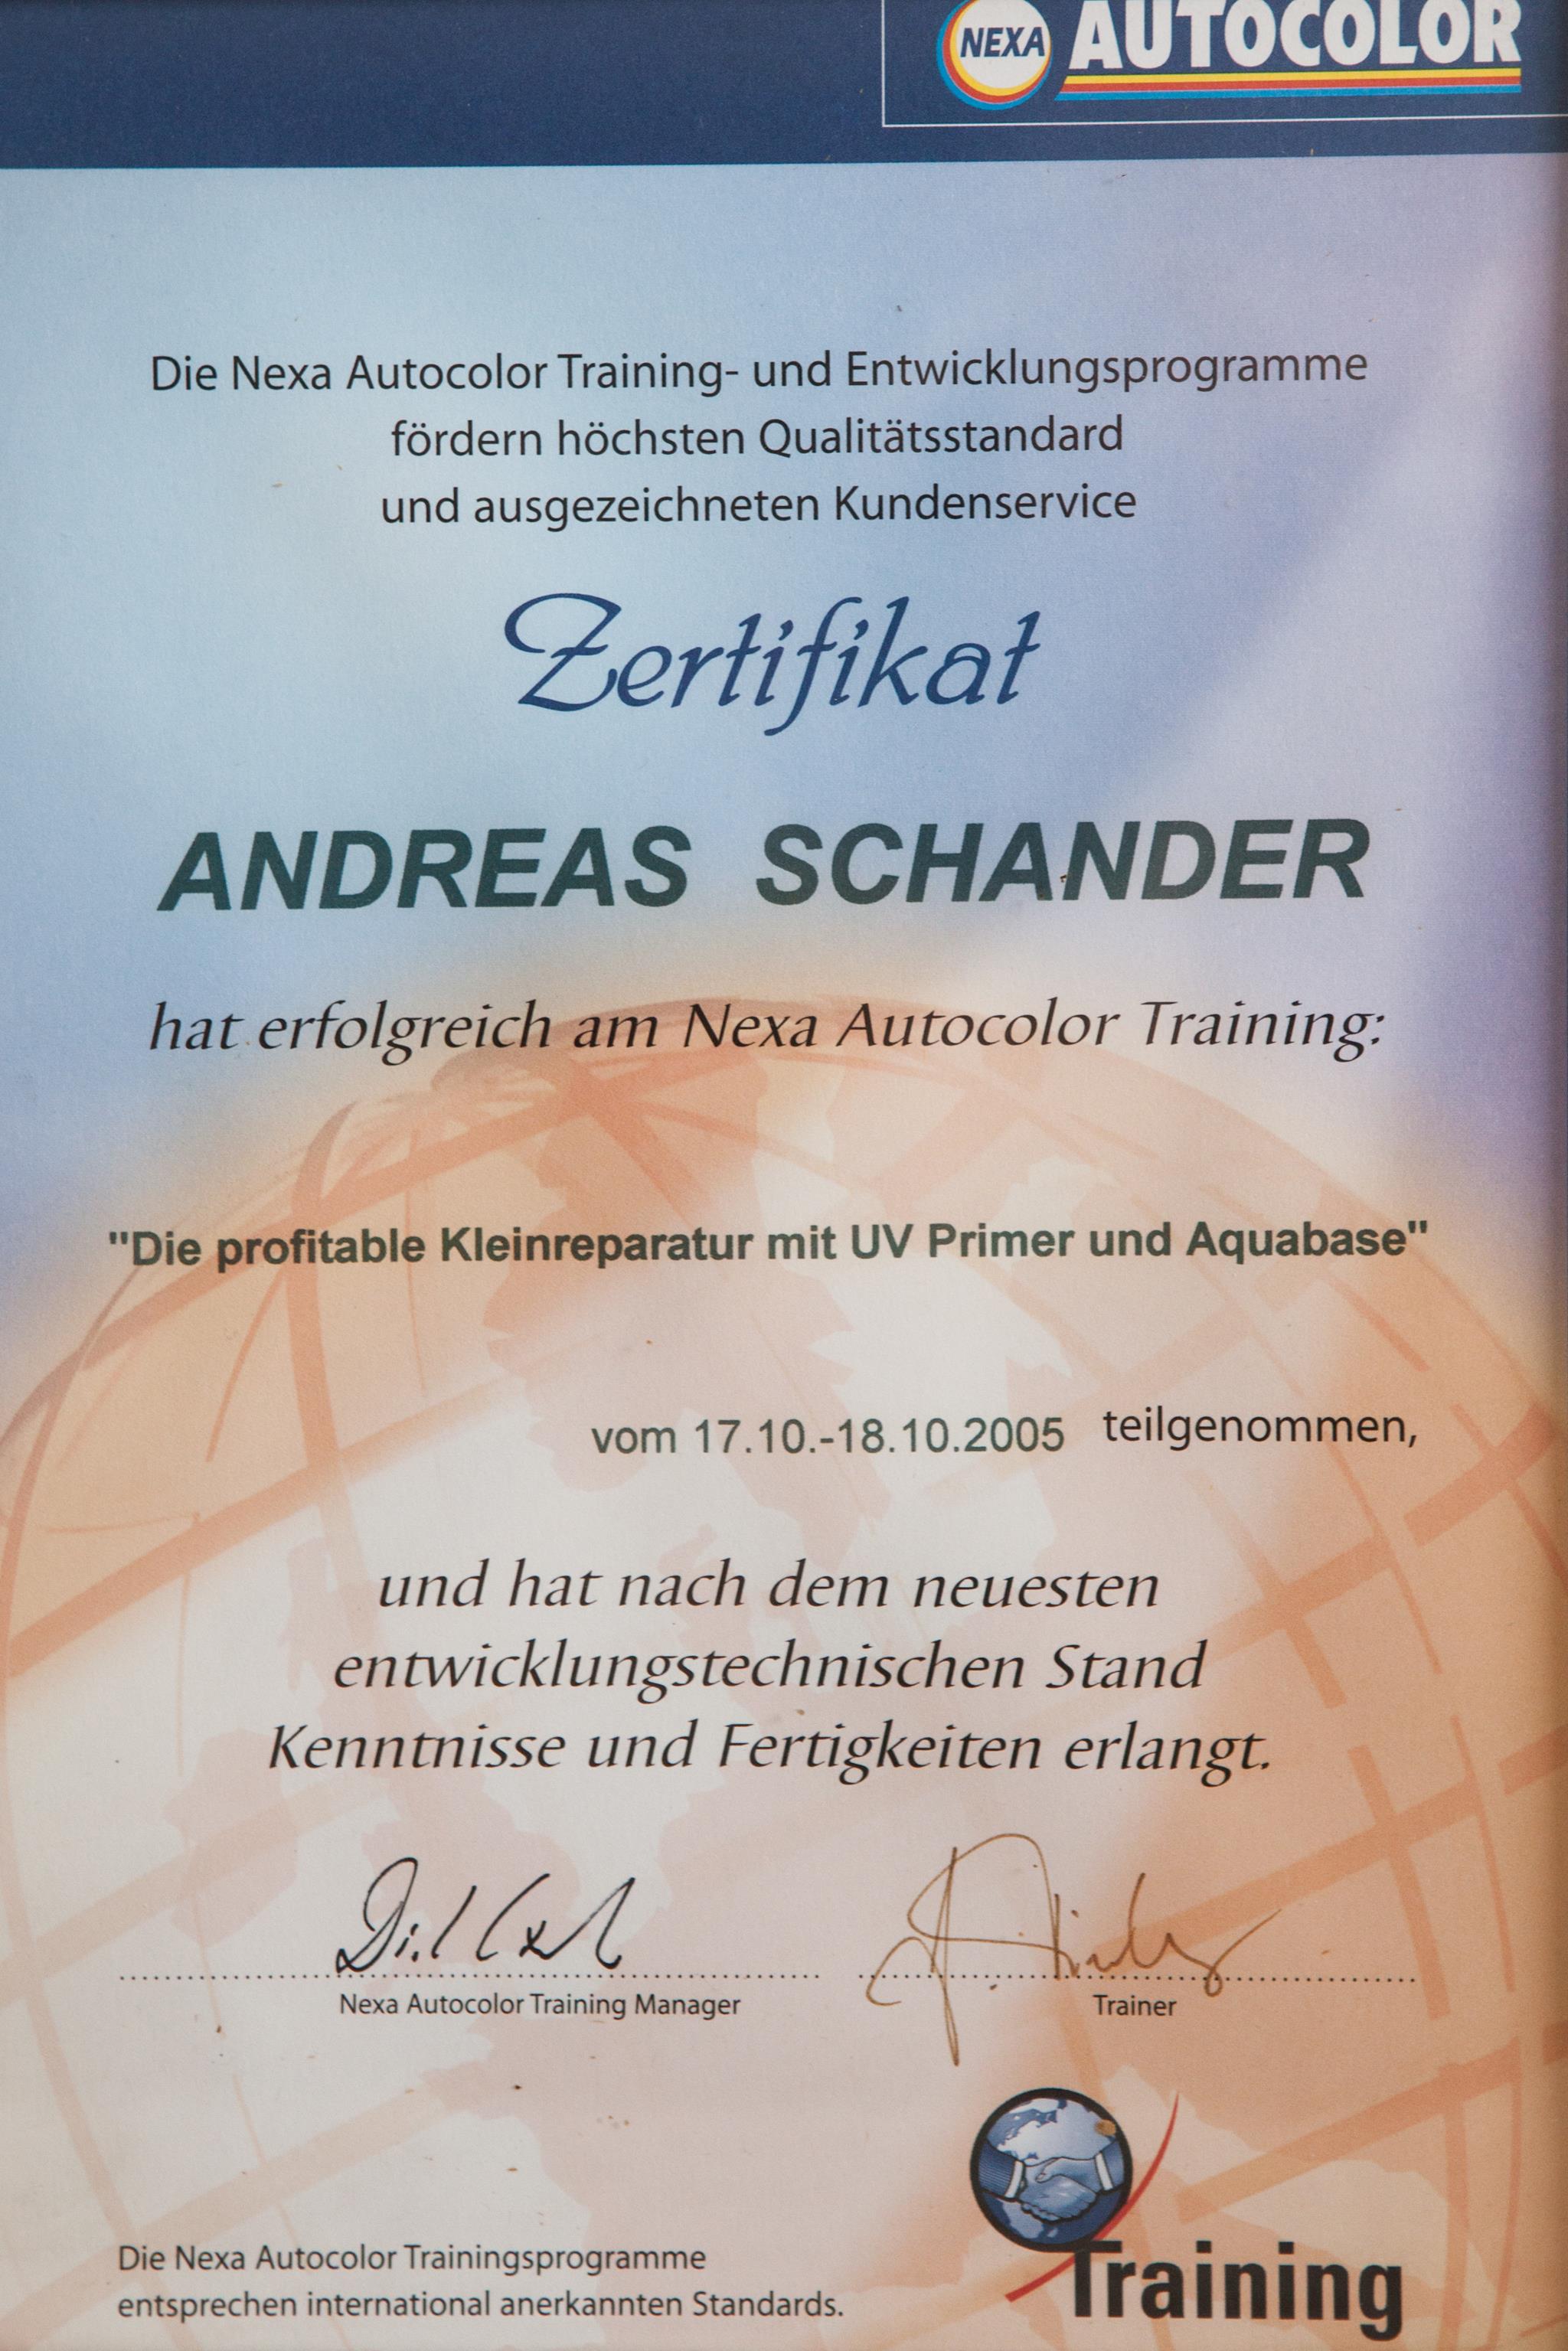 NEXA AUTOCOLOR
Die Nexa Autocolor Training- und Entwicklungsprogramme
fördern höchsten Qualitätsstandard
und ausgezeichneten Kundenservice
Zertifikat
ANDREAS SCHANDER
hat erfolgreich am Nexa Autocolor Training:
"Die profitable Kleinreparatur mit UV Primer und Aquabase"
vom 17.10.-18.10.2005 teilgenommen,
und hat nach dem neuesten
entwicklungstechnischen Stand
Kenntnisse und Fertigkeiten erlangt.
Nexa Autocolor Training Manager
Trainer
Die Nexa Autocolor Trainingsprogramme
entsprechen international anerkannten Standards.
Training